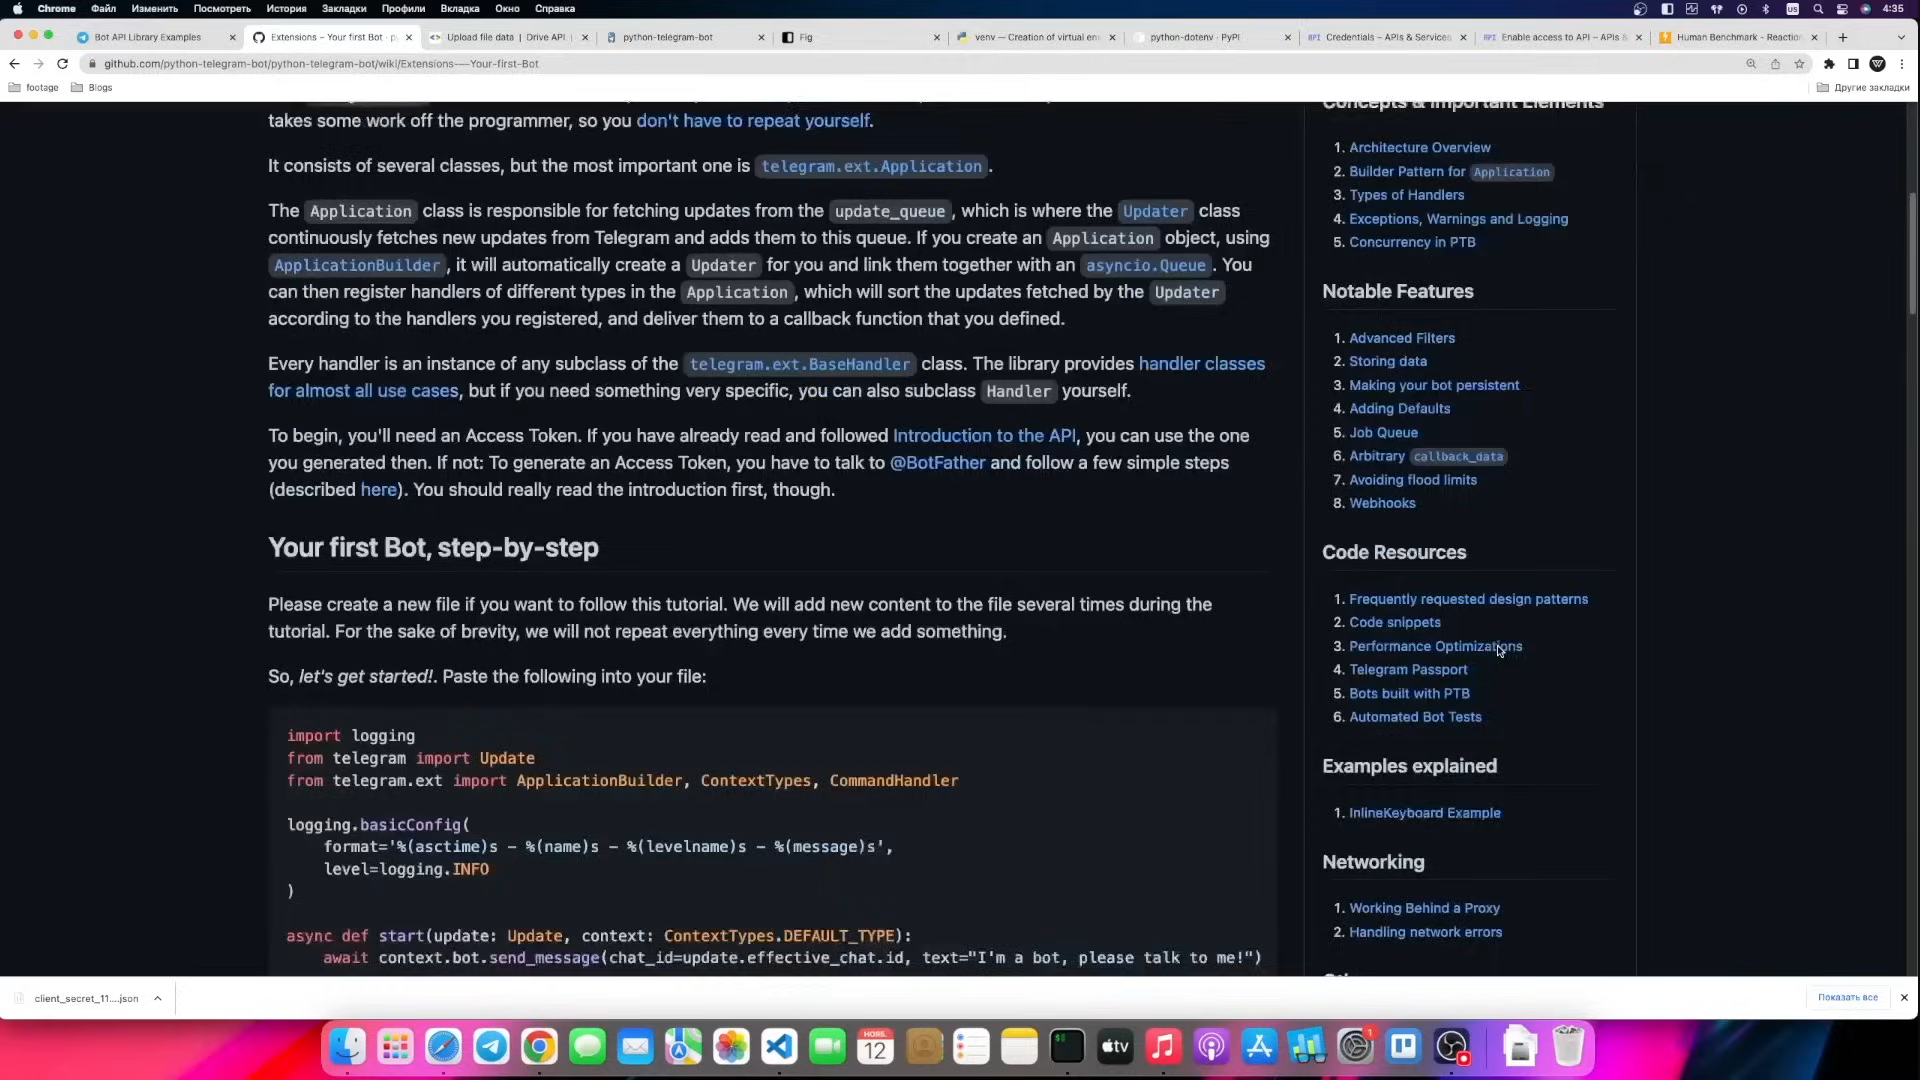 Chrome Файл Изменить Посмотреть История Закладки Профили Вкладка Окно Справка US 4:35
Bot API Library Examples
Extensions – Your first Bot · p
Upload file data | Drive API
python-telegram-bot
Fig
venv — Creation of virtual en
python-dotenv · PyPI
API Credentials – APIs & Services
API Enable access to API – APIs &
Human Benchmark - Reaction
github.com/python-telegram-bot/python-telegram-bot/wiki/Extensions-–-Your-first-Bot
footage Blogs Другие закладки
takes some work off the programmer, so you don't have to repeat yourself.
It consists of several classes, but the most important one is telegram.ext.Application.
The Application class is responsible for fetching updates from the update_queue, which is where the Updater class
continuously fetches new updates from Telegram and adds them to this queue. If you create an Application object, using
ApplicationBuilder, it will automatically create a Updater for you and link them together with an asyncio.Queue. You
can then register handlers of different types in the Application, which will sort the updates fetched by the Updater
according to the handlers you registered, and deliver them to a callback function that you defined.
Every handler is an instance of any subclass of the telegram.ext.BaseHandler class. The library provides handler classes
for almost all use cases, but if you need something very specific, you can also subclass Handler yourself.
To begin, you'll need an Access Token. If you have already read and followed Introduction to the API, you can use the one
you generated then. If not: To generate an Access Token, you have to talk to @BotFather and follow a few simple steps
(described here). You should really read the introduction first, though.
Your first Bot, step-by-step
Please create a new file if you want to follow this tutorial. We will add new content to the file several times during the
tutorial. For the sake of brevity, we will not repeat everything every time we add something.
So, let's get started!. Paste the following into your file:
import logging
from telegram import Update
from telegram.ext import ApplicationBuilder, ContextTypes, CommandHandler
logging.basicConfig(
format='%(asctime)s - %(name)s - %(levelname)s - %(message)s',
level=logging.INFO
)
async def start(update: Update, context: ContextTypes.DEFAULT_TYPE):
await context.bot.send_message(chat_id=update.effective_chat.id, text="I'm a bot, please talk to me!")
Concepts & Important Elements
1. Architecture Overview
2. Builder Pattern for Application
3. Types of Handlers
4. Exceptions, Warnings and Logging
5. Concurrency in PTB
Notable Features
1. Advanced Filters
2. Storing data
3. Making your bot persistent
4. Adding Defaults
5. Job Queue
6. Arbitrary callback_data
7. Avoiding flood limits
8. Webhooks
Code Resources
1. Frequently requested design patterns
2. Code snippets
3. Performance Optimizations
4. Telegram Passport
5. Bots built with PTB
6. Automated Bot Tests
Examples explained
1. InlineKeyboard Example
Networking
1. Working Behind a Proxy
2. Handling network errors
client_secret_11....json
Показать все
НОЯБ.
12
tv
1